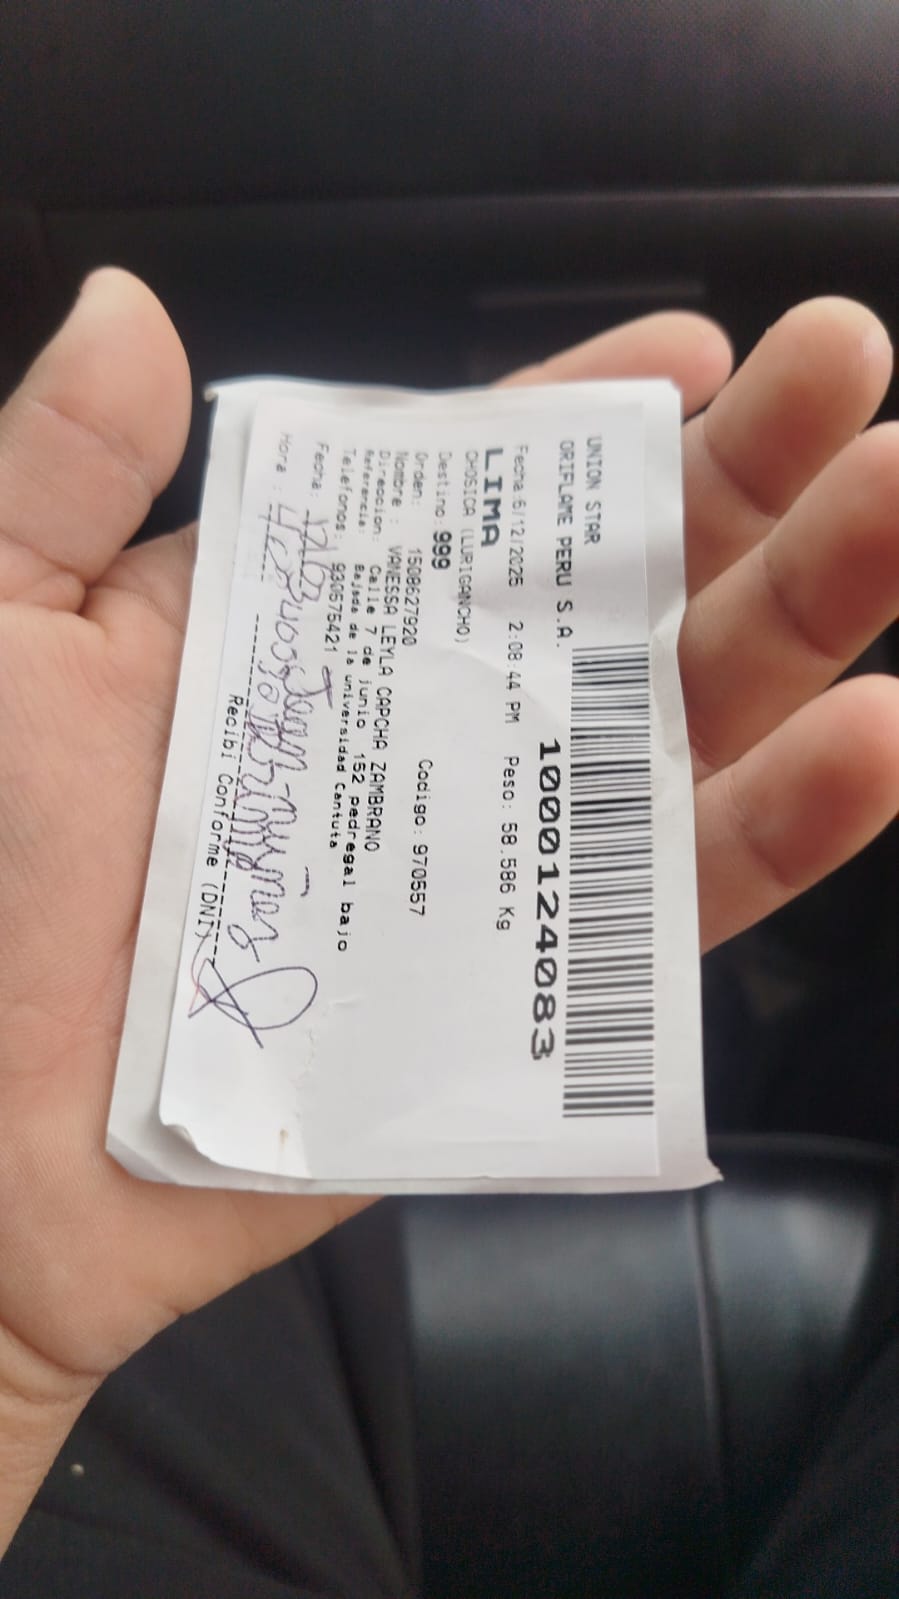 UNION STAR
ORIFLAME PERU S.A.
1000124083
Fecha:6/12/2025 2:08:44 PM Peso: 58.586 Kg
LIMA
CHOSICA (LURIGANCHO)
Destino: 999
Orden: 1508627920 Codigo: 970557
Nombre : VANESSA LEYLA CAPCHA ZAMBRANO
Direccion: Calle 7 de junio 152 pedregal bajo
Referencia: Bajada de la universidad Cantuta
Telefonos: 930575421
Fecha:
Hora :
Recibi Conforme (DNI)